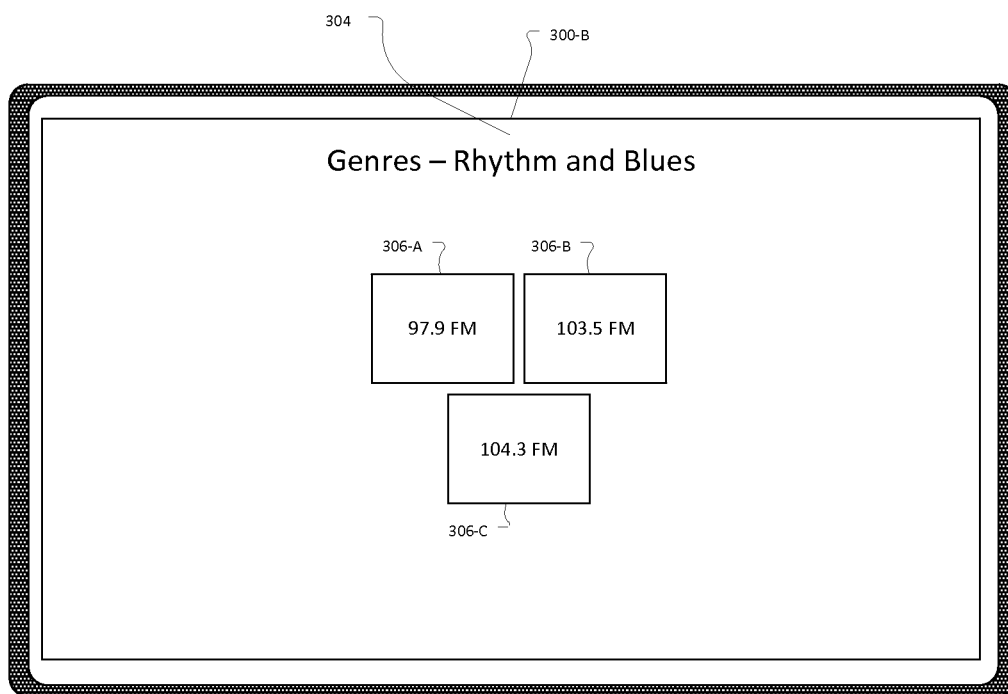 304
300-B
Genres – Rhythm and Blues
306-A
306-B
97.9 FM
103.5 FM
104.3 FM
306-C